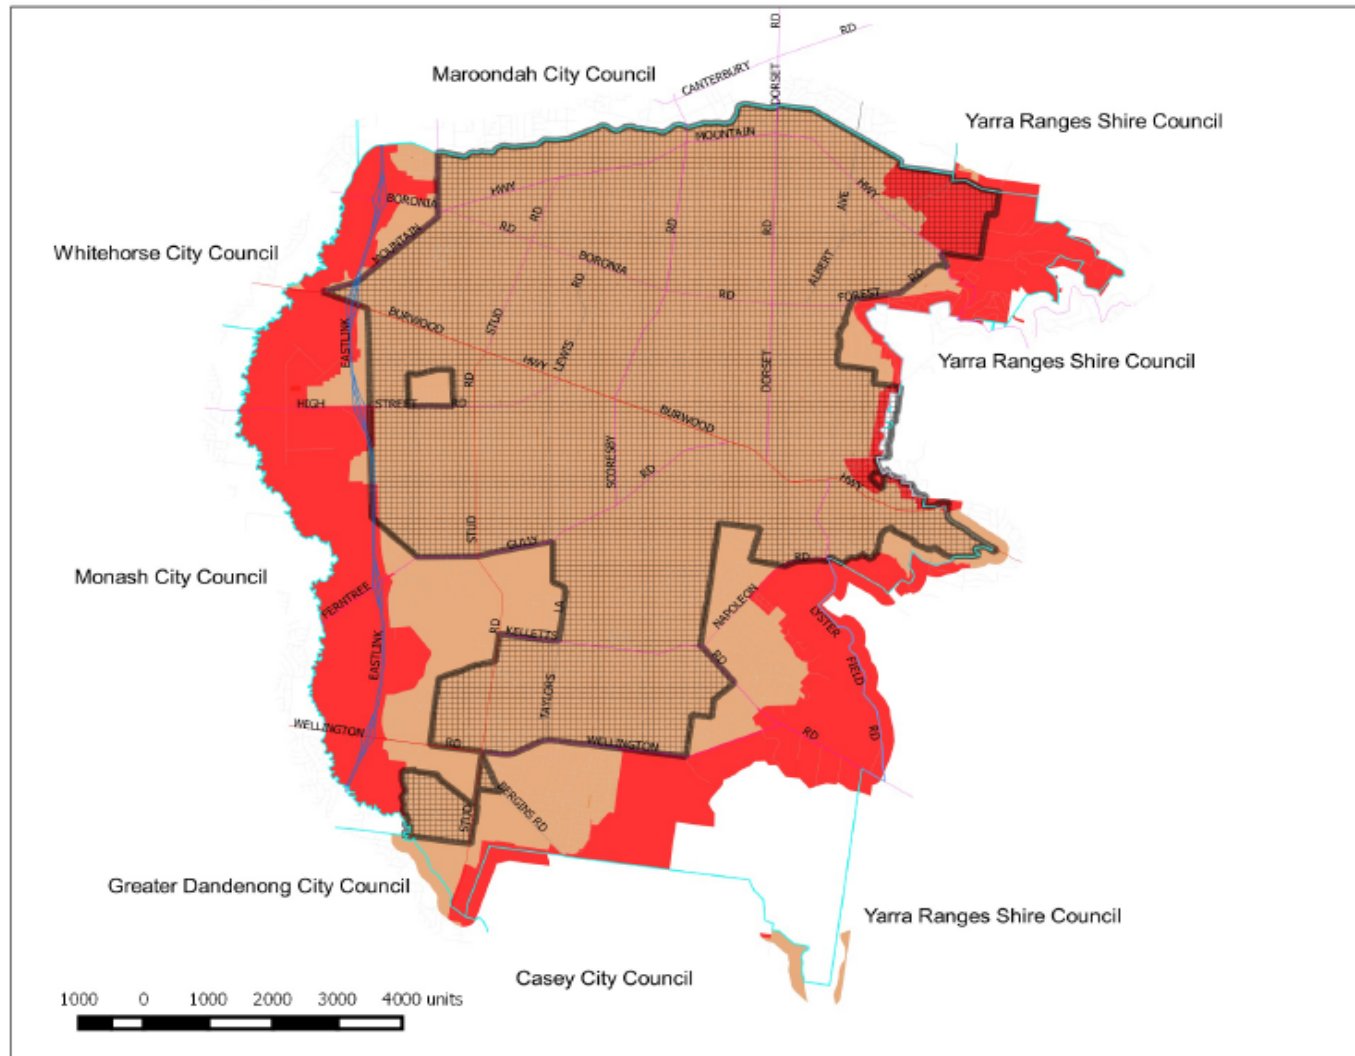 RD
RD
CANTERBURY
DORSET
Maroondah City Council
Yarra Ranges Shire Council
MOUNTAIN
HWY
HWY
BORONIA
AVE
RD
RD
RD
RD
MOUNTAIN
Whitehorse City Council
BORONIA
RD
ALBERT
RD
RD
FOREST
BURWOOD
STUD
EASTLINK
HWY
LEWIS
Yarra Ranges Shire Council
DORSET
RD
HIGH
STREET
RD
BURWOOD
SCORESBY
RD
HWY
STUD
GULLY
RD
Monash City Council
FERNTREE
LA
NAPOLEON
LYSTER
RD
KELLETTS
EASTLINK
RD
FIELD
TAYLORS
WELLINGTON
RD
WELLINGTON
RD
RD
BERGINS RD
STUD
Greater Dandenong City Council
Yarra Ranges Shire Council
Casey City Council
1000 0 1000 2000 3000 4000 units